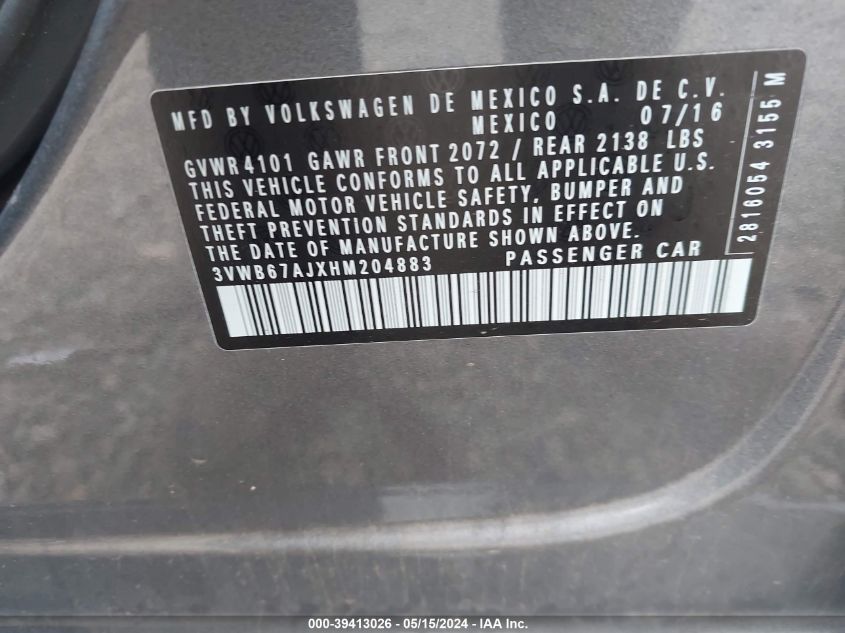 MFD BY VOLKSWAGEN DE MEXICO S.A. DE C.V.
MEXICO 07/16
GVWR 4101 GAWR FRONT 2072 / REAR 2138 LBS
THIS VEHICLE CONFORMS TO ALL APPLICABLE U.S.
FEDERAL MOTOR VEHICLE SAFETY, BUMPER AND
THEFT PREVENTION STANDARDS IN EFFECT ON
THE DATE OF MANUFACTURE SHOWN ABOVE.
3VWB67AJXHM204883 PASSENGER CAR
2816054 3155 M
000-39413026 - 05/15/2024 - IAA Inc.